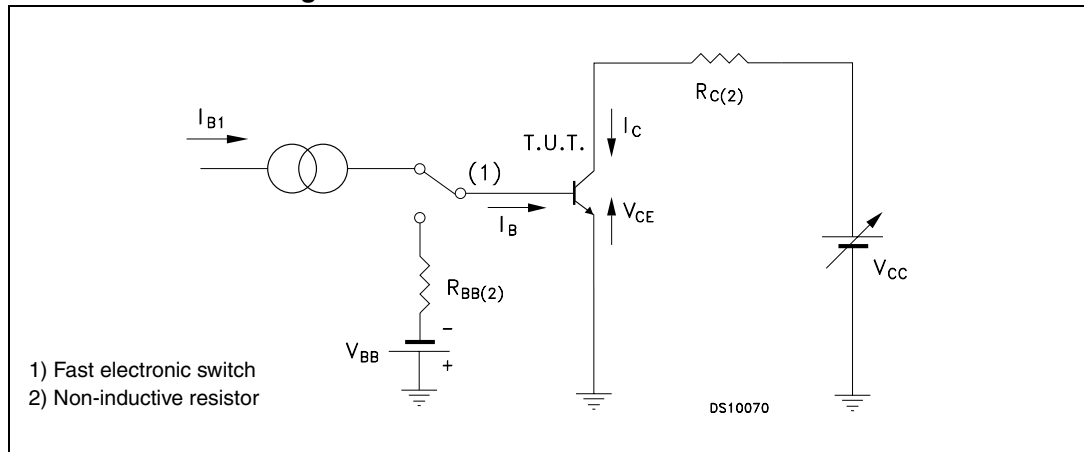 g
R_C(2)
I_B1
I_C
T.U.T.
(1)
V_CE
I_B
V_CC
R_BB(2)
-
V_BB
+
1) Fast electronic switch
2) Non-inductive resistor
DS10070